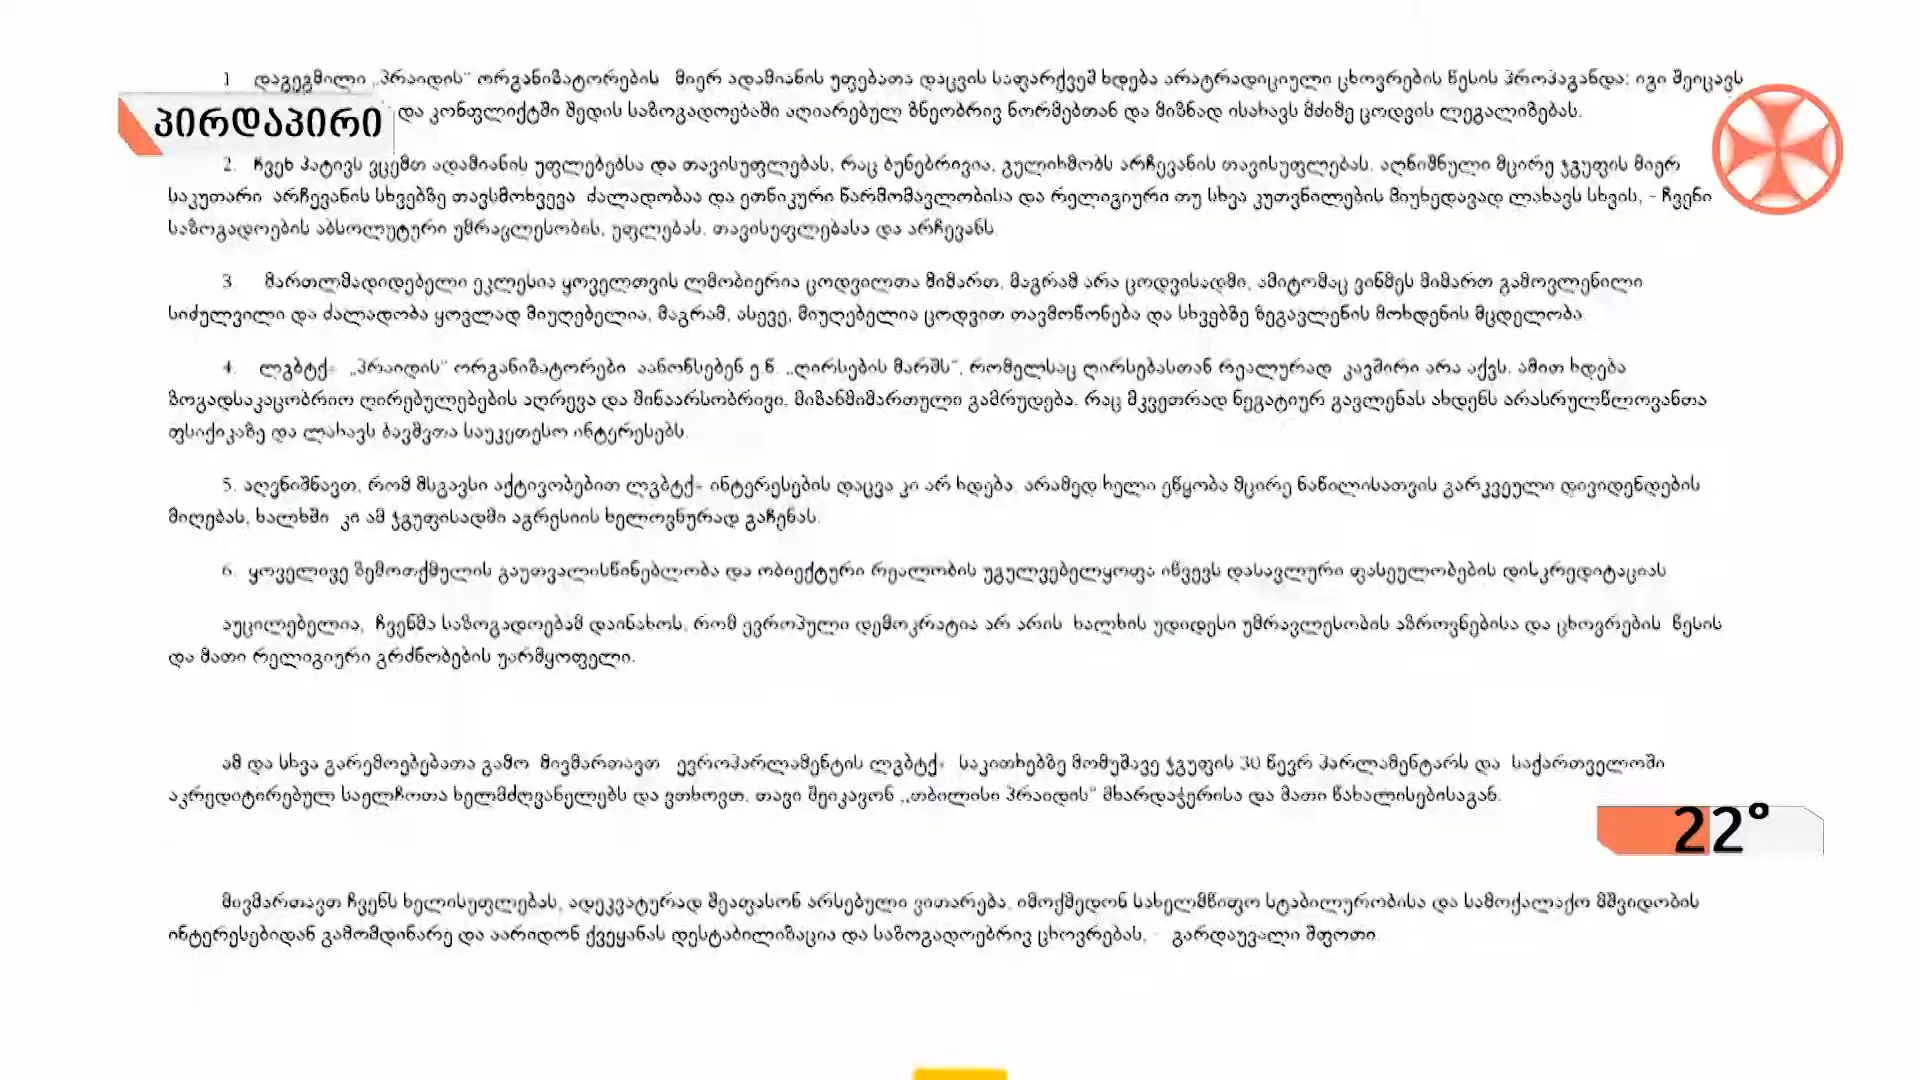 1 დაგეგმილი „პრაიდის“ ორგანიზატორების მიერ ადამიანის უფებათა დაცვის საფარქვეშ ხდება არატრადიციული ცხოვრების წესის პროპაგანდა; იგი შეიცავს
პირდაპირი
და კონფლიქტში შედის საზოგადოებაში აღიარებულ ზნეობრივ ნორმებთან და მიზნად ისახავს მძიმე ცოდვის ლეგალიზებას.
2. ჩვენ პატივს ვცემთ ადამიანის უფლებებსა და თავისუფლებას, რაც ბუნებრივია, გულისხმობს არჩევანის თავისუფლებას. აღნიშნული მცირე ჯგუფის მიერ
საკუთარი არჩევანის სხვებზე თავსმოხვევა ძალადობაა და ეთნიკური წარმომავლობისა და რელიგიური თუ სხვა კუთვნილების მიუხედავად ლახავს სხვის, - ჩვენი
საზოგადოების აბსოლუტური უმრავლესობის, უფლებას, თავისუფლებასა და არჩევანს.
3. მართლმადიდებელი ეკლესია ყოველთვის ლმობიერია ცოდვილთა მიმართ, მაგრამ არა ცოდვისადმი, ამიტომაც ვინმეს მიმართ გამოვლენილი
სიძულვილი და ძალადობა ყოვლად მიუღებელია, მაგრამ, ასევე, მიუღებელია ცოდვით თავმოწონება და სხვებზე ზეგავლენის მოხდენის მცდელობა.
4. ლგბტქ+ „პრაიდის“ ორგანიზატორები აანონსებენ ე.წ. „ღირსების მარშს“, რომელსაც ღირსებასთან რეალურად კავშირი არა აქვს. ამით ხდება
ზოგადსაკაცობრიო ღირებულებების აღრევა და შინაარსობრივი, მიზანმიმართული გამრუდება, რაც მკვეთრად ნეგატიურ გავლენას ახდენს არასრულწლოვანთა
ფსიქიკაზე და ლახავს ბავშვთა საუკეთესო ინტერესებს.
5. აღვნიშნავთ, რომ მსგავსი აქტივობებით ლგბტქ+ ინტერესების დაცვა კი არ ხდება, არამედ ხელი ეწყობა მცირე ნაწილისათვის გარკვეული დივიდენდების
მიღებას, ხალხში კი ამ ჯგუფისადმი აგრესიის ხელოვნურად გაჩენას.
6. ყოველივე ზემოთქმულის გაუთვალისწინებლობა და ობიექტური რეალობის უგულვებელყოფა იწვევს დასავლური ფასეულობების დისკრედიტაციას.
აუცილებელია, ჩვენმა საზოგადოებამ დაინახოს, რომ ევროპული დემოკრატია არ არის ხალხის უდიდესი უმრავლესობის აზროვნებისა და ცხოვრების წესის
და მათი რელიგიური გრძნობების უარმყოფელი.
ამ და სხვა გარემოებებათა გამო მივმართავთ ევროპარლამენტის ლგბტქ+ საკითხებზე მომუშავე ჯგუფის 30 წევრ პარლამენტარს და საქართველოში
აკრედიტირებულ საელჩოთა ხელმძღვანელებს და ვთხოვთ, თავი შეიკავონ „თბილისი პრაიდის“ მხარდაჭერისა და მათი წახალისებისაგან.
22°
მივმართავთ ჩვენს ხელისუფლებას, ადეკვატურად შეაფასონ არსებული ვითარება, იმოქმედონ სახელმწიფო სტაბილურობისა და სამოქალაქო მშვიდობის
ინტერესებიდან გამომდინარე და აარიდონ ქვეყანას დესტაბილიზაცია და საზოგადოებრივ ცხოვრებას, - გარდაუვალი შფოთი.